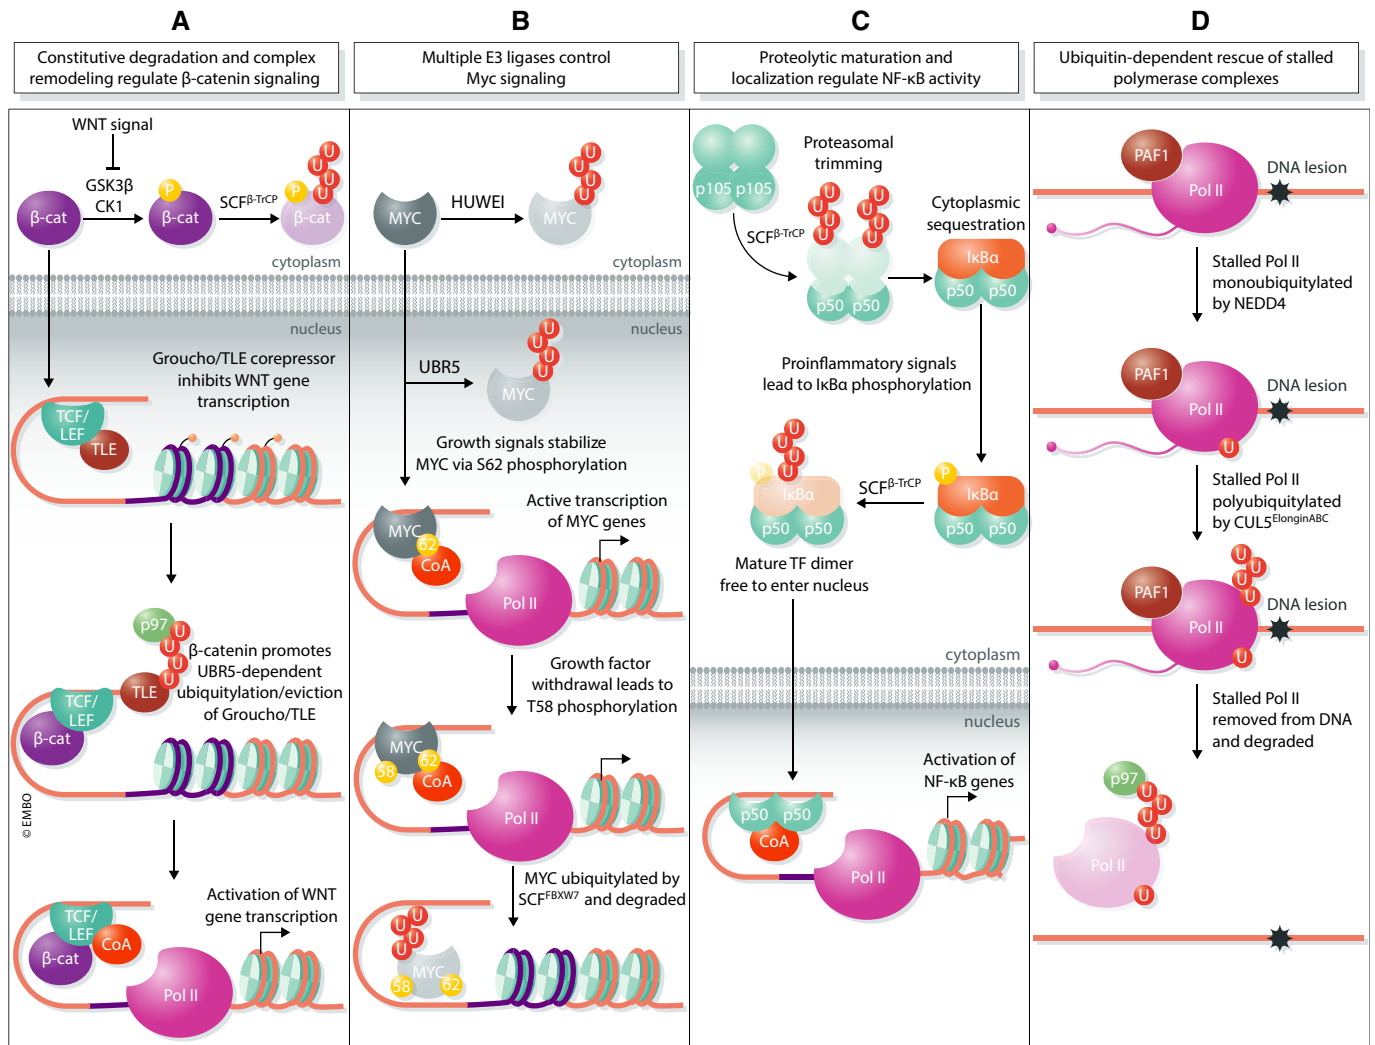 A
Constitutive degradation and complex
remodeling regulate β-catenin signaling
WNT signal
GSK3β
CK1
β-cat
P
β-cat
SCFβ-TrCP
P
β-cat
U
U
U
U
cytoplasm
nucleus
Groucho/TLE corepressor
inhibits WNT gene
transcription
TCF/
LEF
TLE
p97
U
U
U
U
TLE
β-catenin promotes
UBR5-dependent
ubiquitylation/eviction
of Groucho/TLE
TCF/
LEF
β-cat
© EMBO
Activation of WNT
gene transcription
TCF/
LEF
β-cat
CoA
Pol II
B
Multiple E3 ligases control
Myc signaling
MYC
HUWEI
MYC
U
U
U
U
cytoplasm
nucleus
UBR5
MYC
U
U
U
U
Growth signals stabilize
MYC via S62 phosphorylation
Active transcription
of MYC genes
MYC
62
CoA
Pol II
Growth factor
withdrawal leads to
T58 phosphorylation
MYC
58
62
CoA
Pol II
MYC ubiquitylated by
SCFFBXW7 and degraded
U
U
U
U
MYC
58
62
C
Proteolytic maturation and
localization regulate NF-κB activity
p105 p105
Proteasomal
trimming
SCFβ-TrCP
U
U
U
U
U
U
U
U
p50 p50
Cytoplasmic
sequestration
IκBα
p50 p50
Proinflammatory signals
lead to IκBα phosphorylation
P
IκBα
p50 p50
SCFβ-TrCP
U
U
U
U
P
IκBα
p50 p50
Mature TF dimer
free to enter nucleus
cytoplasm
nucleus
Activation of
NF-κB genes
p50 p50
CoA
Pol II
D
Ubiquitin-dependent rescue of stalled
polymerase complexes
PAF1
Pol II
DNA lesion
Stalled Pol II
monoubiquitylated
by NEDD4
PAF1
Pol II
DNA lesion
U
Stalled Pol II
polyubiquitylated
by CUL5ElonginABC
PAF1
Pol II
U
U
U
U
DNA lesion
U
Stalled Pol II
removed from DNA
and degraded
p97
U
U
U
U
Pol II
U